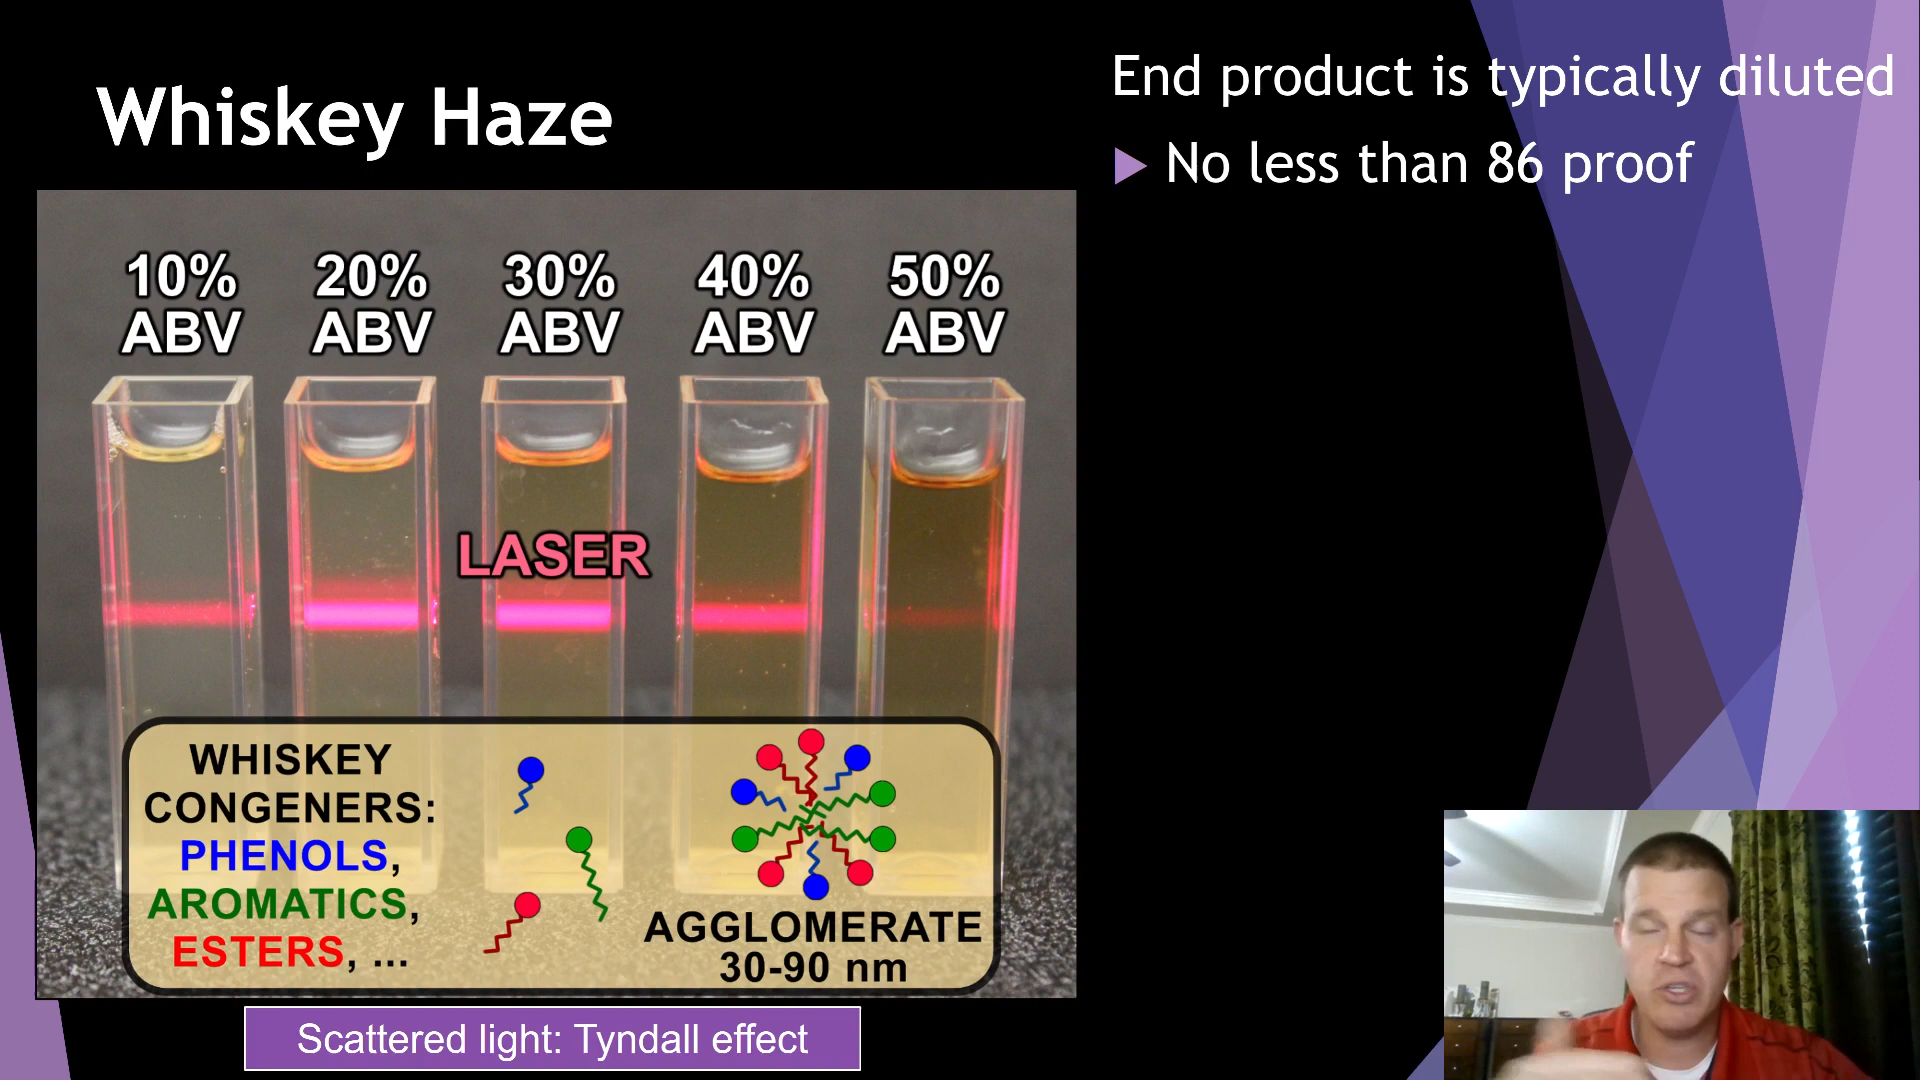 Whiskey Haze
End product is typically diluted
No less than 86 proof
10%
ABV
20%
ABV
30%
ABV
40%
ABV
50%
ABV
LASER
WHISKEY
CONGENERS:
PHENOLS,
AROMATICS,
ESTERS, ...
AGGLOMERATE
30-90 nm
Scattered light: Tyndall effect